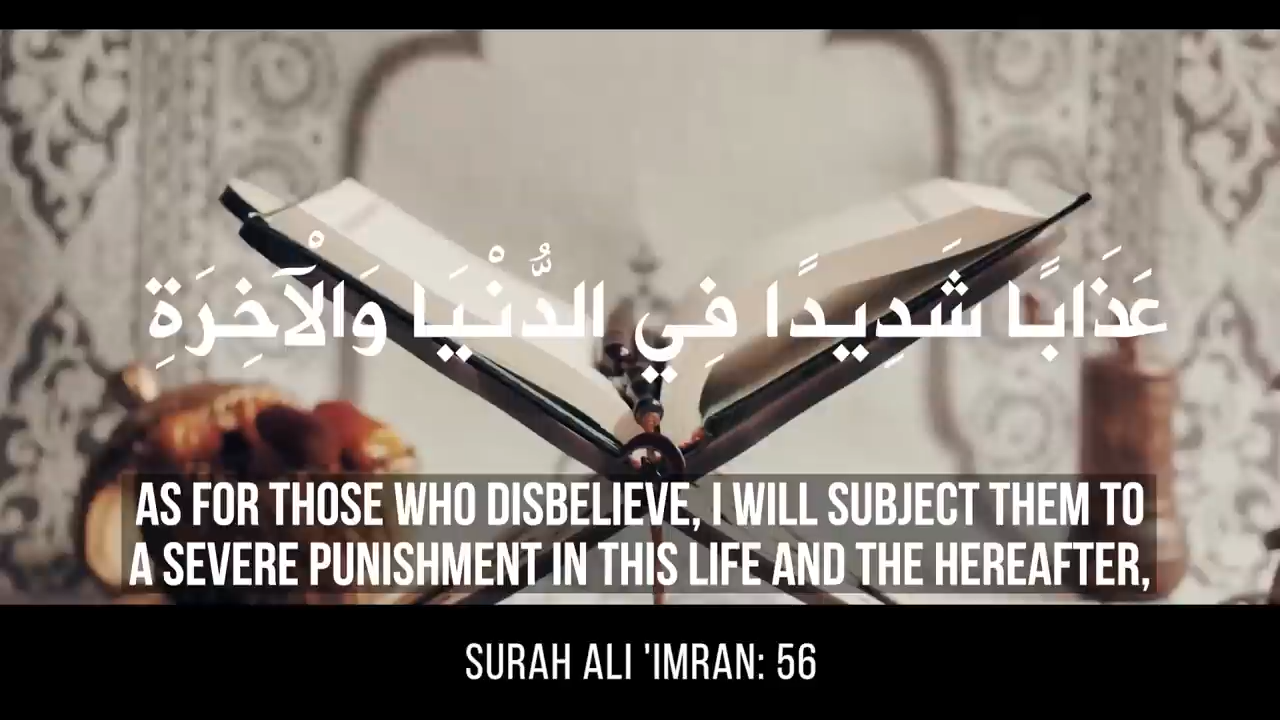 عَذَابًا شَدِيدًا فِي الدُّنْيَا وَالْآخِرَةِ
AS FOR THOSE WHO DISBELIEVE, I WILL SUBJECT THEM TO
A SEVERE PUNISHMENT IN THIS LIFE AND THE HEREAFTER,
SURAH ALI 'IMRAN: 56